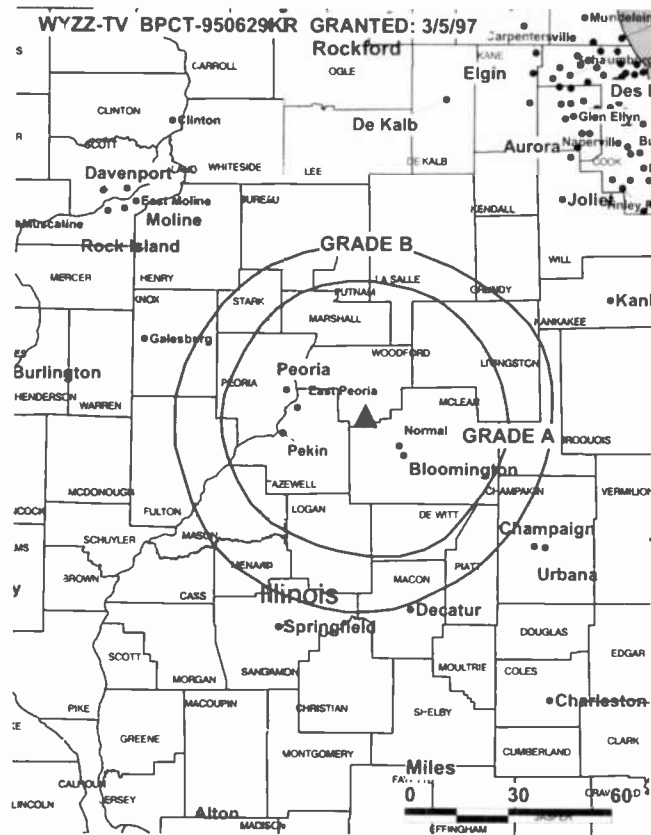 WYZZ-TV BPCT-950629KR GRANTED: 3/5/97
Mundelein
Carpentersville
Rockford
KANE
CARROLL
OGLE
Elgin
CLINTON
Clinton
De Kalb
Glen Ellyn
SCOTT
Aurora
Naperville
COOK
WHITESIDE
LEE
DE KALB
Davenport
East Moline
BUREAU
Joliet
KENDALL
Muscatine
Moline
Rock Island
GRADE B
WILL
MERCER
HENRY
LA SALLE
PUTNAM
GRUNDY
KNOX
STARK
Kank
MARSHALL
KANKAKEE
Galesburg
WOODFORD
LIVINGSTON
Burlington
PEORIA
Peoria
East Peoria
HENDERSON
WARREN
MCLEAN
Normal
GRADE A
IROQUOIS
Pekin
Bloomington
TAZEWELL
MCDONOUGH
CHAMPAIGN
VERMILION
FULTON
LOGAN
DE WITT
SCHUYLER
MASON
Champaign
MENARD
PIATT
Urbana
BROWN
MACON
CASS
Illinois
Decatur
Springfield
DOUGLAS
SCOTT
EDGAR
SANGAMON
MOULTRIE
COLES
MORGAN
PIKE
MACOUPIN
CHRISTIAN
SHELBY
Charleston
GREENE
CLARK
MONTGOMERY
CUMBERLAND
Miles
CALHOUN
0 30 60
LINCOLN
JERSEY
Alton
JASPER
MADISON
EFFINGHAM